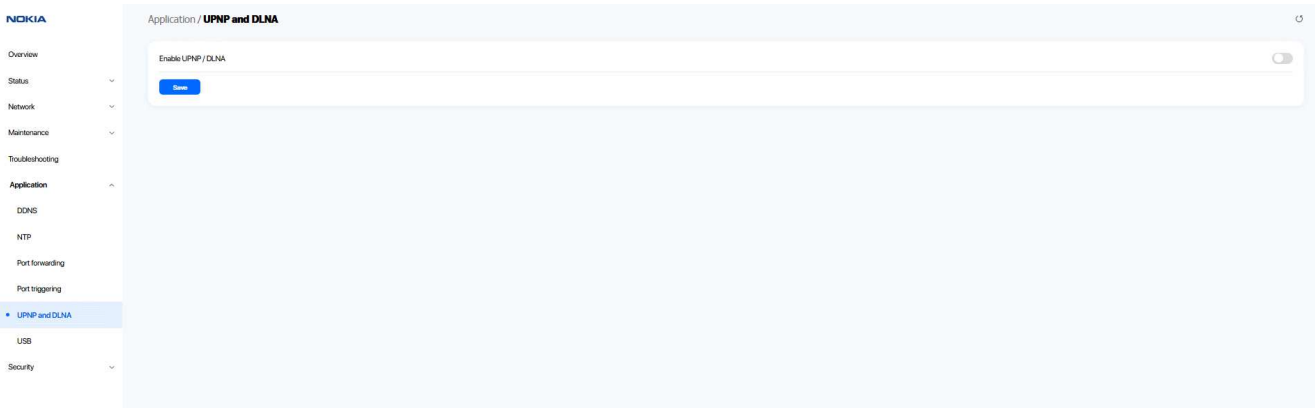 NOKIA
Overview
Status
Network
Maintenance
Troubleshooting
Application
DDNS
NTP
Port forwarding
Port triggering
UPNP and DLNA
USB
Security
Application / UPNP and DLNA
Enable UPNP / DLNA
Save